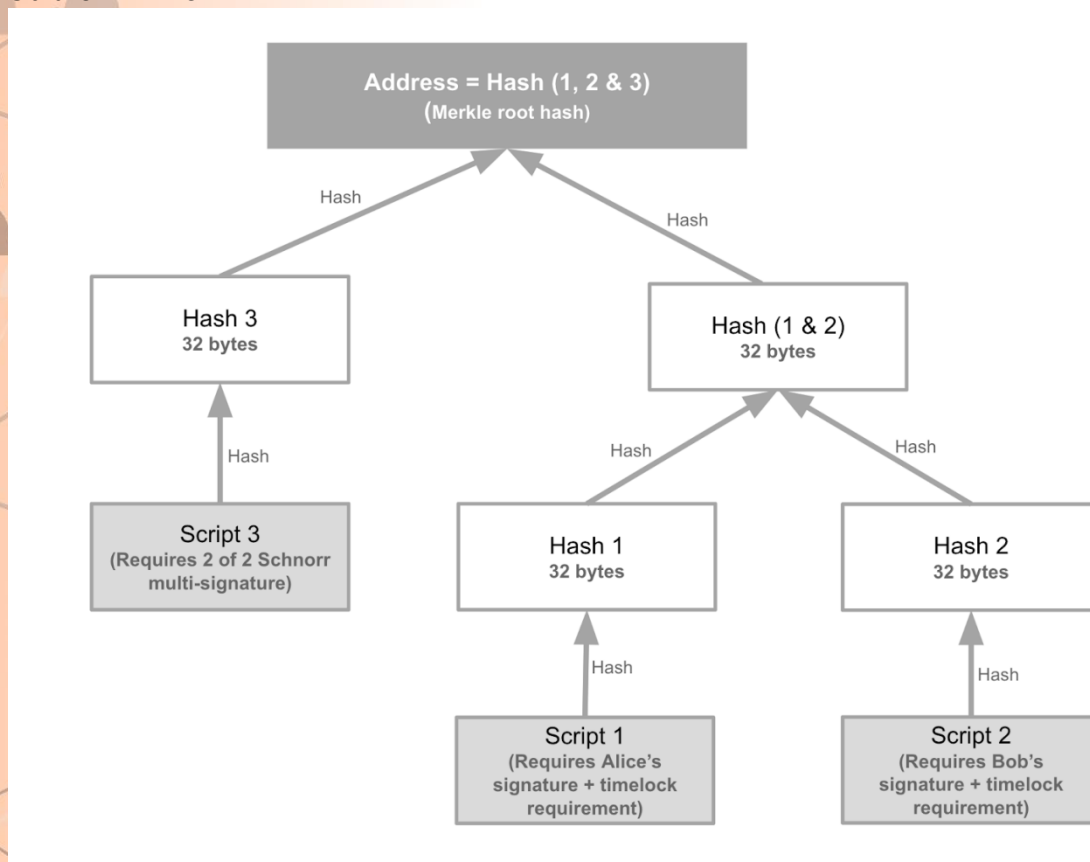 Address = Hash (1, 2 & 3)
(Merkle root hash)
Hash
Hash
Hash 3
32 bytes
Hash (1 & 2)
32 bytes
Hash
Hash
Hash
Script 3
(Requires 2 of 2 Schnorr
multi-signature)
Hash 1
32 bytes
Hash 2
32 bytes
Hash
Hash
Script 1
(Requires Alice's
signature + timelock
requirement)
Script 2
(Requires Bob's
signature + timelock
requirement)